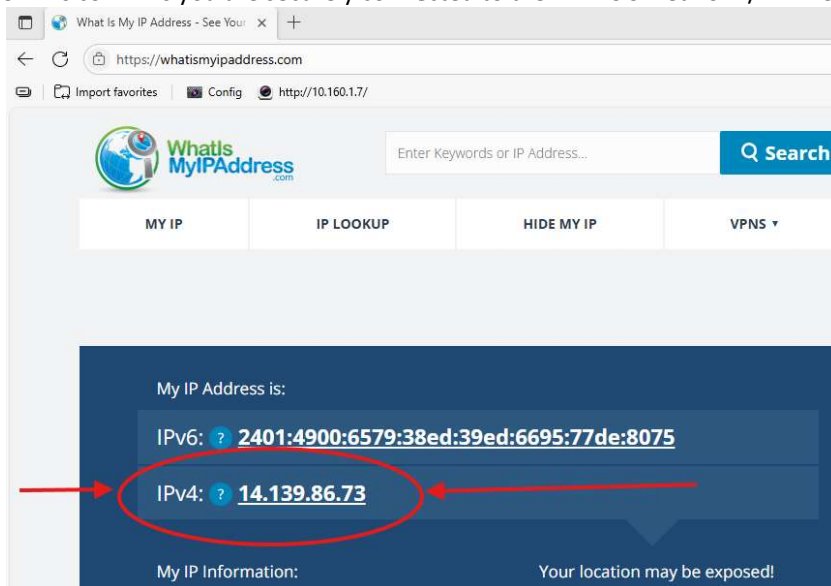 What Is My IP Address - See Your
https://whatismyipaddress.com
Import favorites Config http://10.160.1.7/
WhatIs
MyIPAddress
.com
Enter Keywords or IP Address...
Search
MY IP IP LOOKUP HIDE MY IP VPNS
My IP Address is:
IPv6: ? 2401:4900:6579:38ed:39ed:6695:77de:8075
IPv4: ? 14.139.86.73
My IP Information: Your location may be exposed!